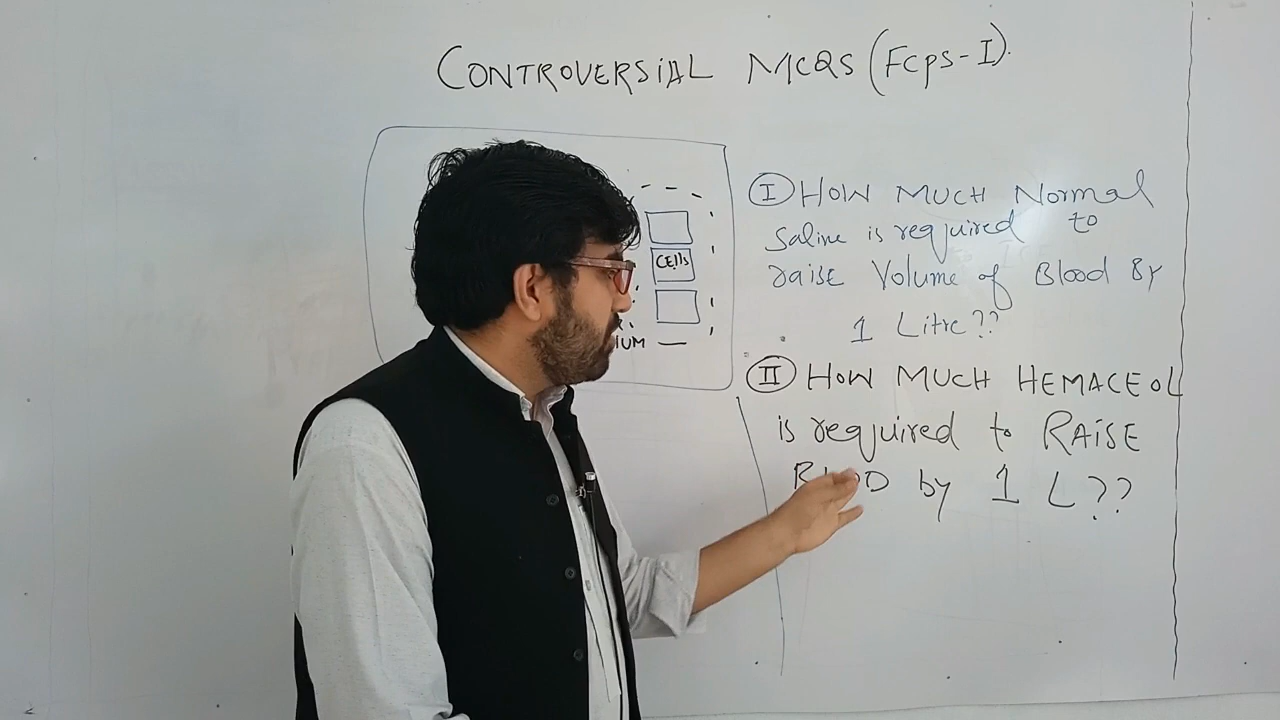 CONTROVERSIAL MCQS (FCPS-I).
CEllS
IUM
I HOW MUCH Normal
Saline is required to
raise Volume of Blood By
1 Litre??
II HOW MUCH HEMACEOL
is required to RAISE
BLOOD by 1 L??